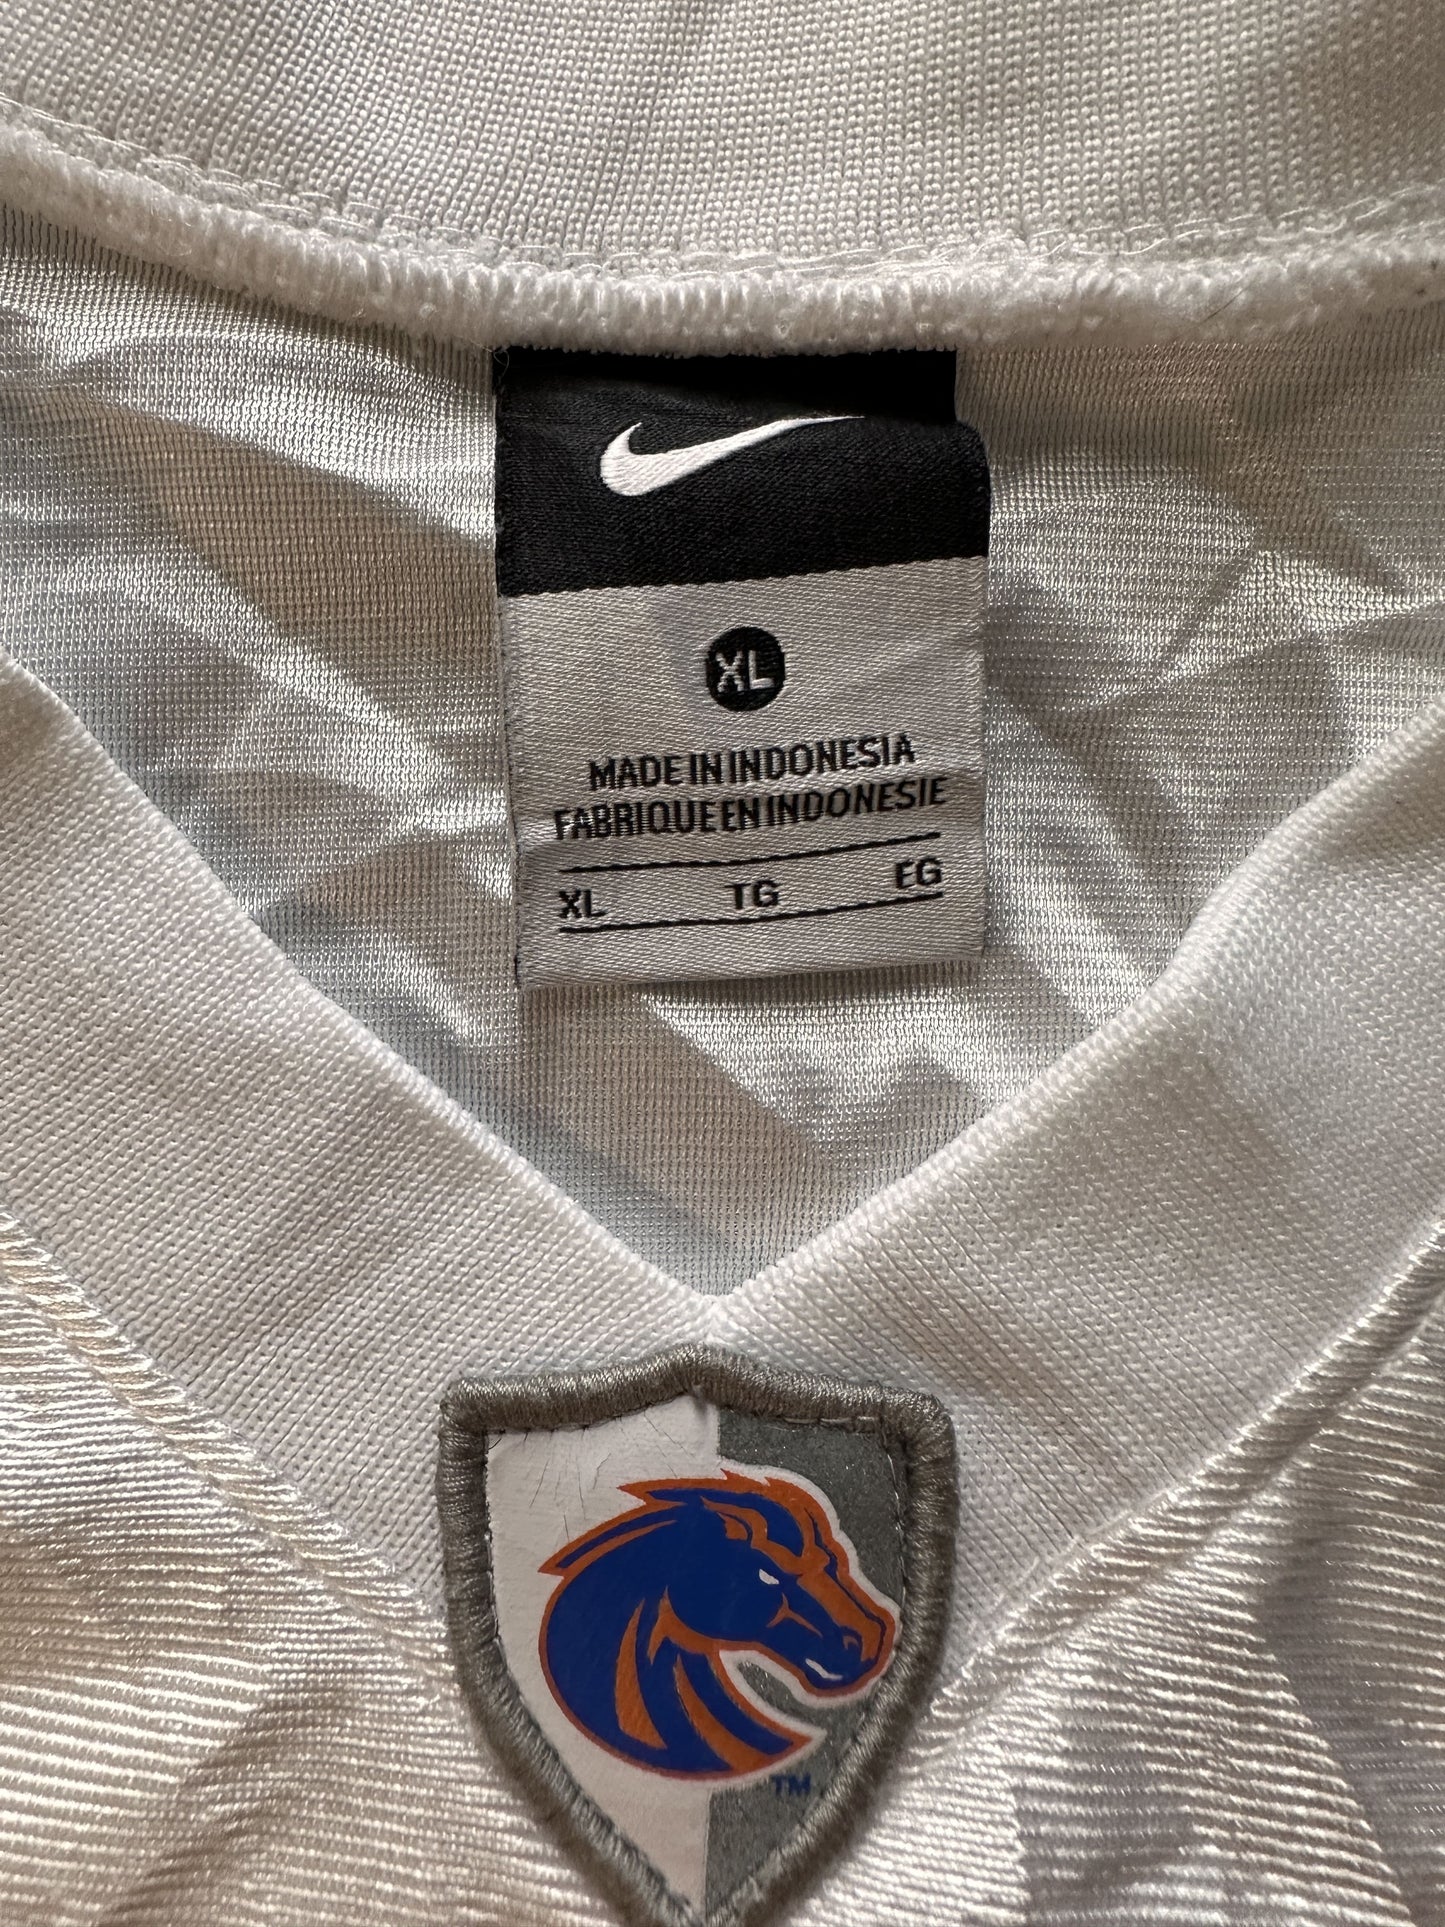 XL
MADE IN INDONESIA
FABRIQUE EN INDONESIE
XL TG EG
TM